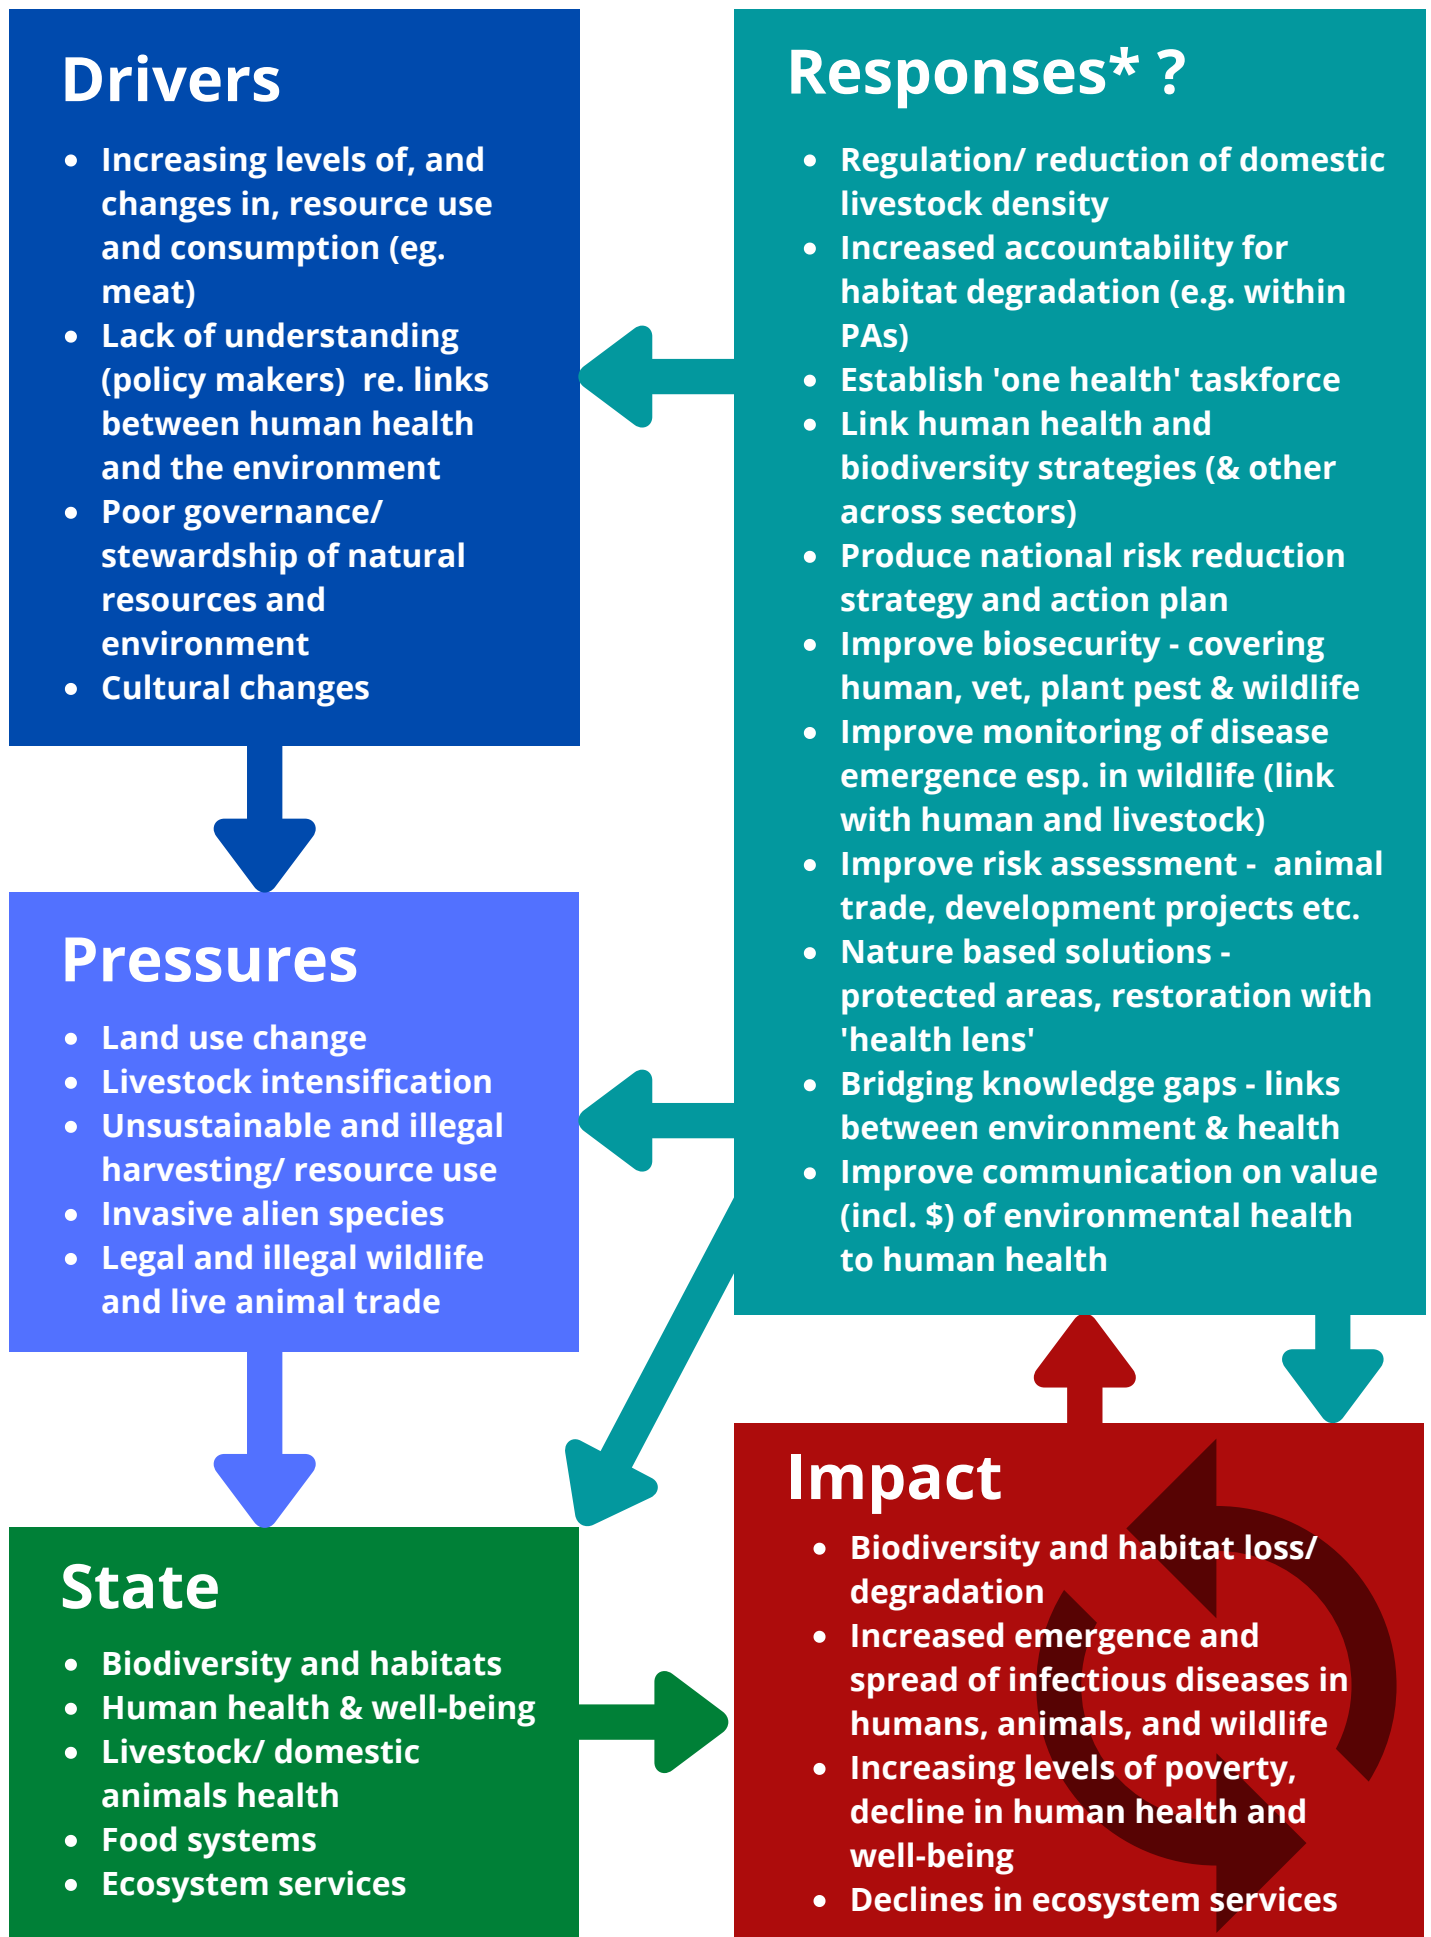 Drivers
• Increasing levels of, and
changes in, resource use
and consumption (eg.
meat)
• Lack of understanding
(policy makers)  re. links
between human health
and the environment
• Poor governance/
stewardship of natural
resources and
environment
• Cultural changes
Pressures
• Land use change
• Livestock intensification
• Unsustainable and illegal
harvesting/ resource use
• Invasive alien species
• Legal and illegal wildlife
and live animal trade
State
• Biodiversity and habitats
• Human health & well-being
• Livestock/ domestic
animals health
• Food systems
• Ecosystem services
Responses* ?
• Regulation/ reduction of domestic
livestock density
• Increased accountability for
habitat degradation (e.g. within
PAs)
• Establish 'one health' taskforce
• Link human health and
biodiversity strategies (& other
across sectors)
• Produce national risk reduction
strategy and action plan
• Improve biosecurity - covering
human, vet, plant pest & wildlife
• Improve monitoring of disease
emergence esp. in wildlife (link
with human and livestock)
• Improve risk assessment -  animal
trade, development projects etc.
• Nature based solutions -
protected areas, restoration with
'health lens'
• Bridging knowledge gaps - links
between environment & health
• Improve communication on value
(incl. $) of environmental health
to human health
Impact
• Biodiversity and habitat loss/
degradation
• Increased emergence and
spread of infectious diseases in
humans, animals, and wildlife
• Increasing levels of poverty,
decline in human health and
well-being
• Declines in ecosystem services